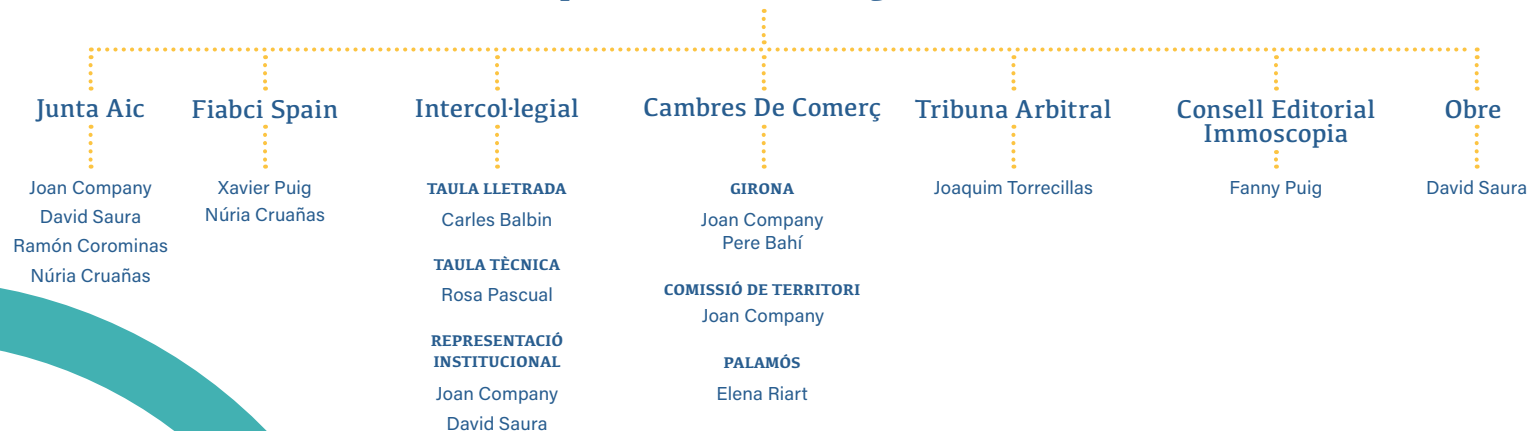 Junta Aic
Joan Company
David Saura
Ramón Corominas
Núria Cruañas
Fiabci Spain
Xavier Puig
Núria Cruañas
Intercol·legial
TAULA LLETRADA
Carles Balbin
TAULA TÈCNICA
Rosa Pascual
REPRESENTACIÓ
INSTITUCIONAL
Joan Company
David Saura
Cambres De Comerç
GIRONA
Joan Company
Pere Bahí
COMISSIÓ DE TERRITORI
Joan Company
PALAMÓS
Elena Riart
Tribuna Arbitral
Joaquim Torrecillas
Consell Editorial
Immoscopia
Fanny Puig
Obre
David Saura